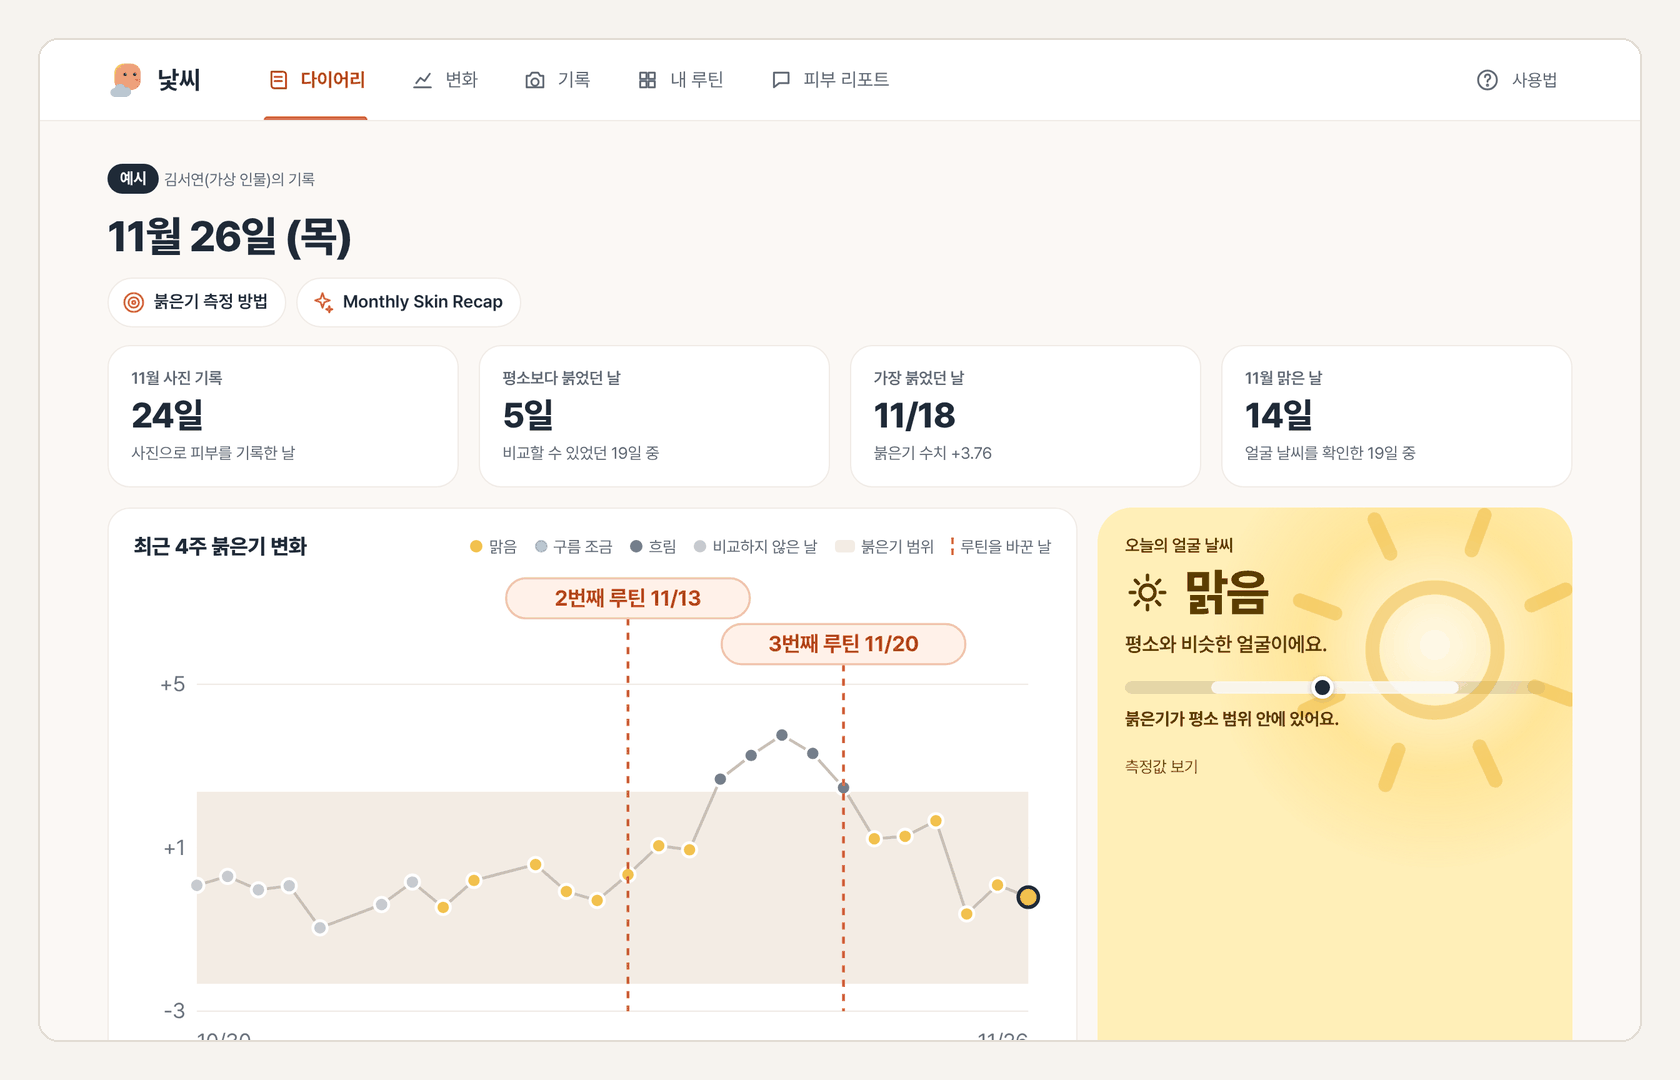 낯씨
다이어리
변화
기록
내 루틴
피부 리포트
사용법
예시 김서연(가상 인물)의 기록
11월 26일 (목)
붉은기 측정 방법
Monthly Skin Recap
11월 사진 기록
24일
사진으로 피부를 기록한 날
평소보다 붉었던 날
5일
비교할 수 있었던 19일 중
가장 붉었던 날
11/18
붉은기 수치 +3.76
11월 맑은 날
14일
얼굴 날씨를 확인한 19일 중
최근 4주 붉은기 변화
맑음
구름 조금
흐림
비교하지 않은 날
붉은기 범위
루틴을 바꾼 날
2번째 루틴 11/13
3번째 루틴 11/20
+5
+1
-3
10/30
11/26
오늘의 얼굴 날씨
맑음
평소와 비슷한 얼굴이에요.
붉은기가 평소 범위 안에 있어요.
측정값 보기